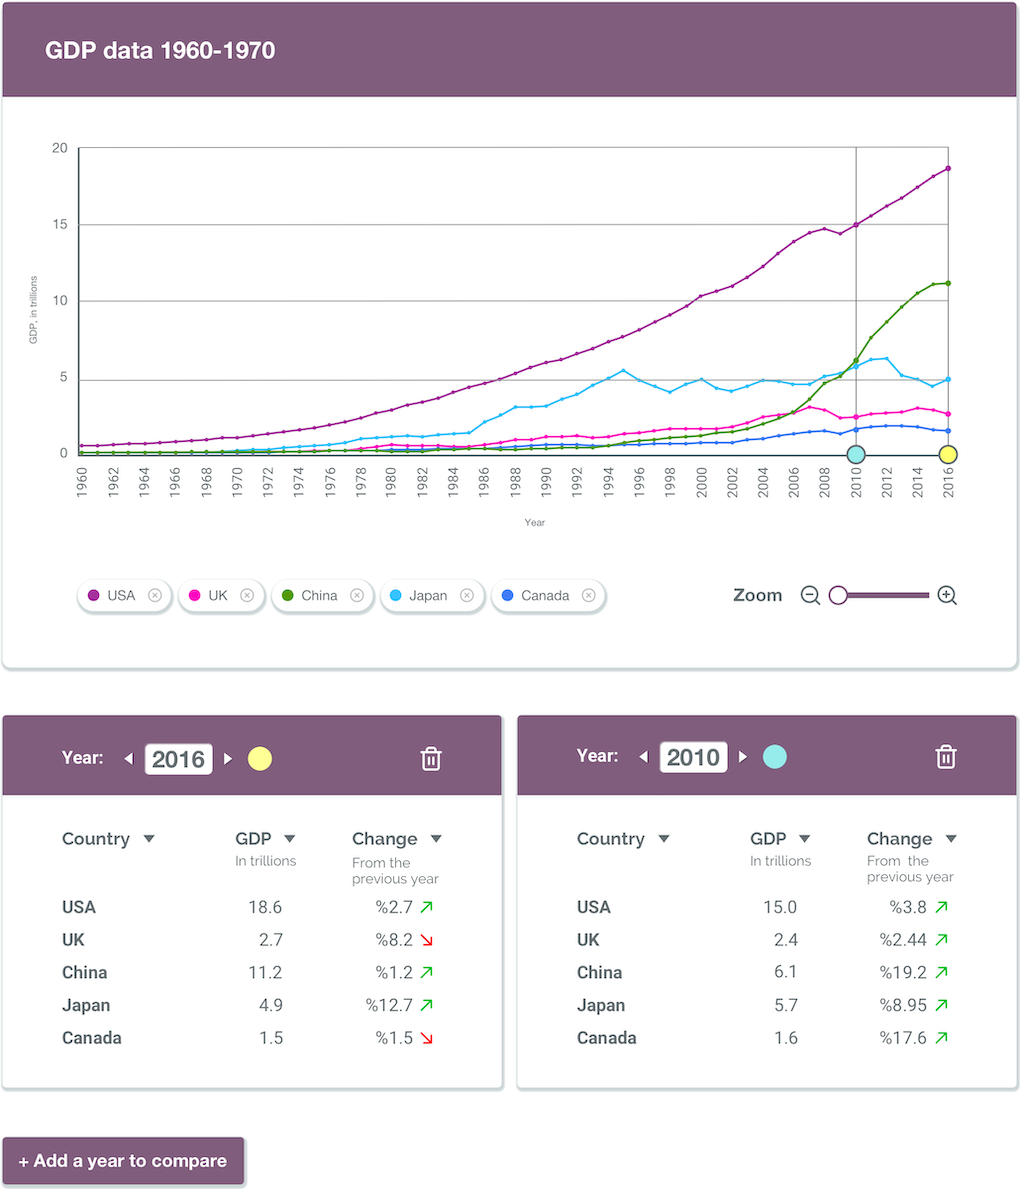 GDP data 1960-1970
20
15
10
5
0
GDP, in trillions
1960 1962 1964 1966 1968 1970 1972 1974 1976 1978 1980 1982 1984 1986 1988 1990 1992 1994 1996 1998 2000 2002 2004 2006 2008 2010 2012 2014 2016
Year
USA UK China Japan Canada Zoom
Year: 2016
Country GDP Change
In trillions From the
previous year
USA 18.6 %2.7
UK 2.7 %8.2
China 11.2 %1.2
Japan 4.9 %12.7
Canada 1.5 %1.5
Year: 2010
Country GDP Change
In trillions From the
previous year
USA 15.0 %3.8
UK 2.4 %2.44
China 6.1 %19.2
Japan 5.7 %8.95
Canada 1.6 %17.6
+ Add a year to compare